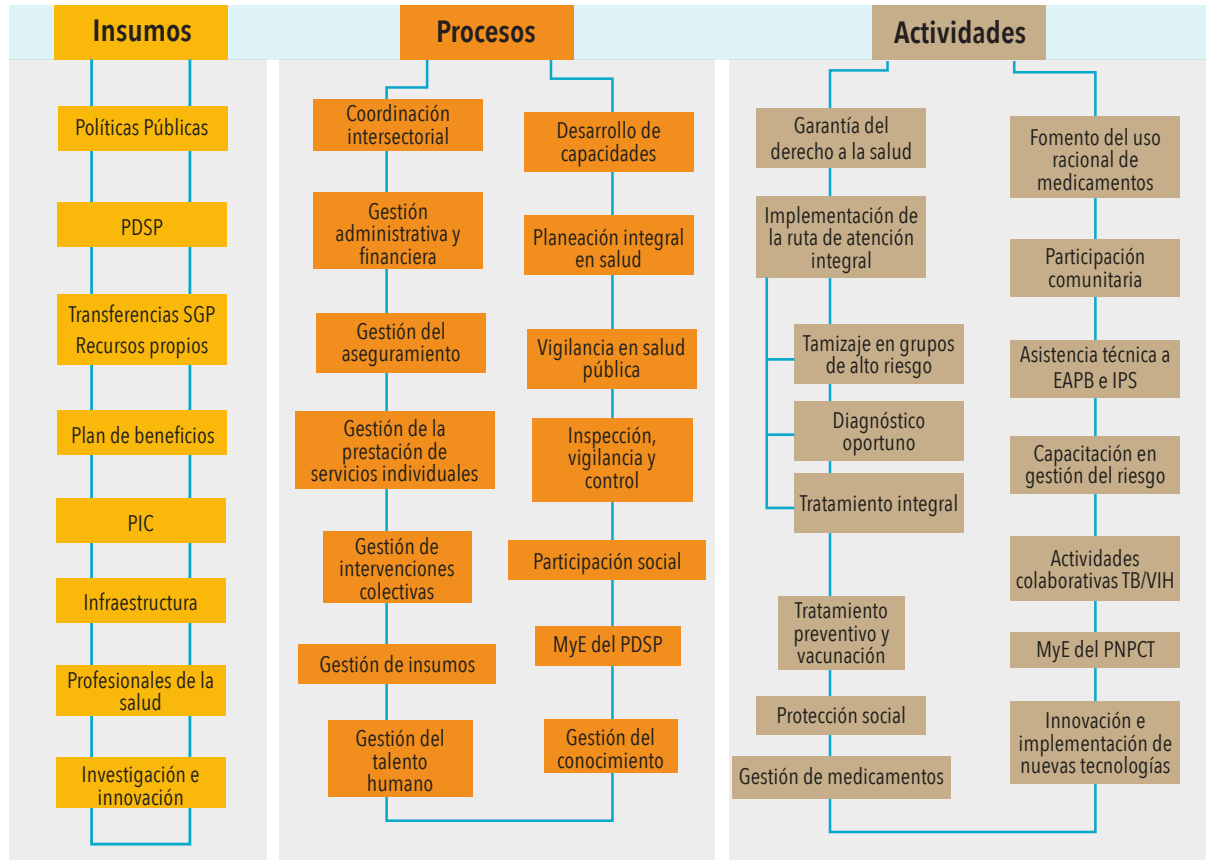 Insumos
Políticas Públicas
PDSP
Transferencias SGP
Recursos propios
Plan de beneficios
PIC
Infraestructura
Profesionales de la
salud
Investigación e
innovación
Procesos
Coordinación
intersectorial
Gestión
administrativa y
financiera
Gestión del
aseguramiento
Gestión de la
prestación de
servicios individuales
Gestión de
intervenciones
colectivas
Gestión de insumos
Gestión del
talento
humano
Desarrollo de
capacidades
Planeación integral
en salud
Vigilancia en salud
pública
Inspección,
vigilancia y
control
Participación social
MyE del PDSP
Gestión del
conocimiento
Actividades
Garantía del
derecho a la salud
Implementación de
la ruta de atención
integral
Tamizaje en grupos
de alto riesgo
Diagnóstico
oportuno
Tratamiento integral
Tratamiento
preventivo y
vacunación
Protección social
Gestión de medicamentos
Fomento del uso
racional de
medicamentos
Participación
comunitaria
Asistencia técnica a
EAPB e IPS
Capacitación en
gestión del riesgo
Actividades
colaborativas TB/VIH
MyE del PNPCT
Innovación e
implementación de
nuevas tecnologías